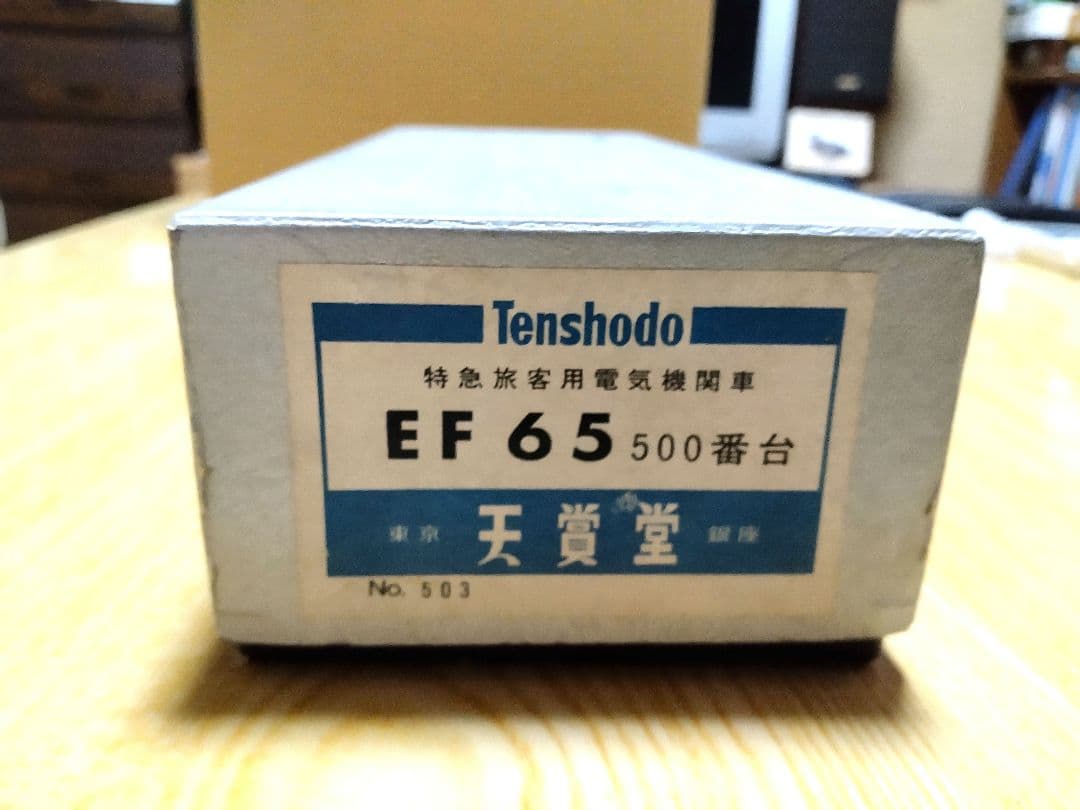 Tenshodo
特急旅客用電気機関車
EF 65 500番台
東京 天賞堂 銀座
No. 503